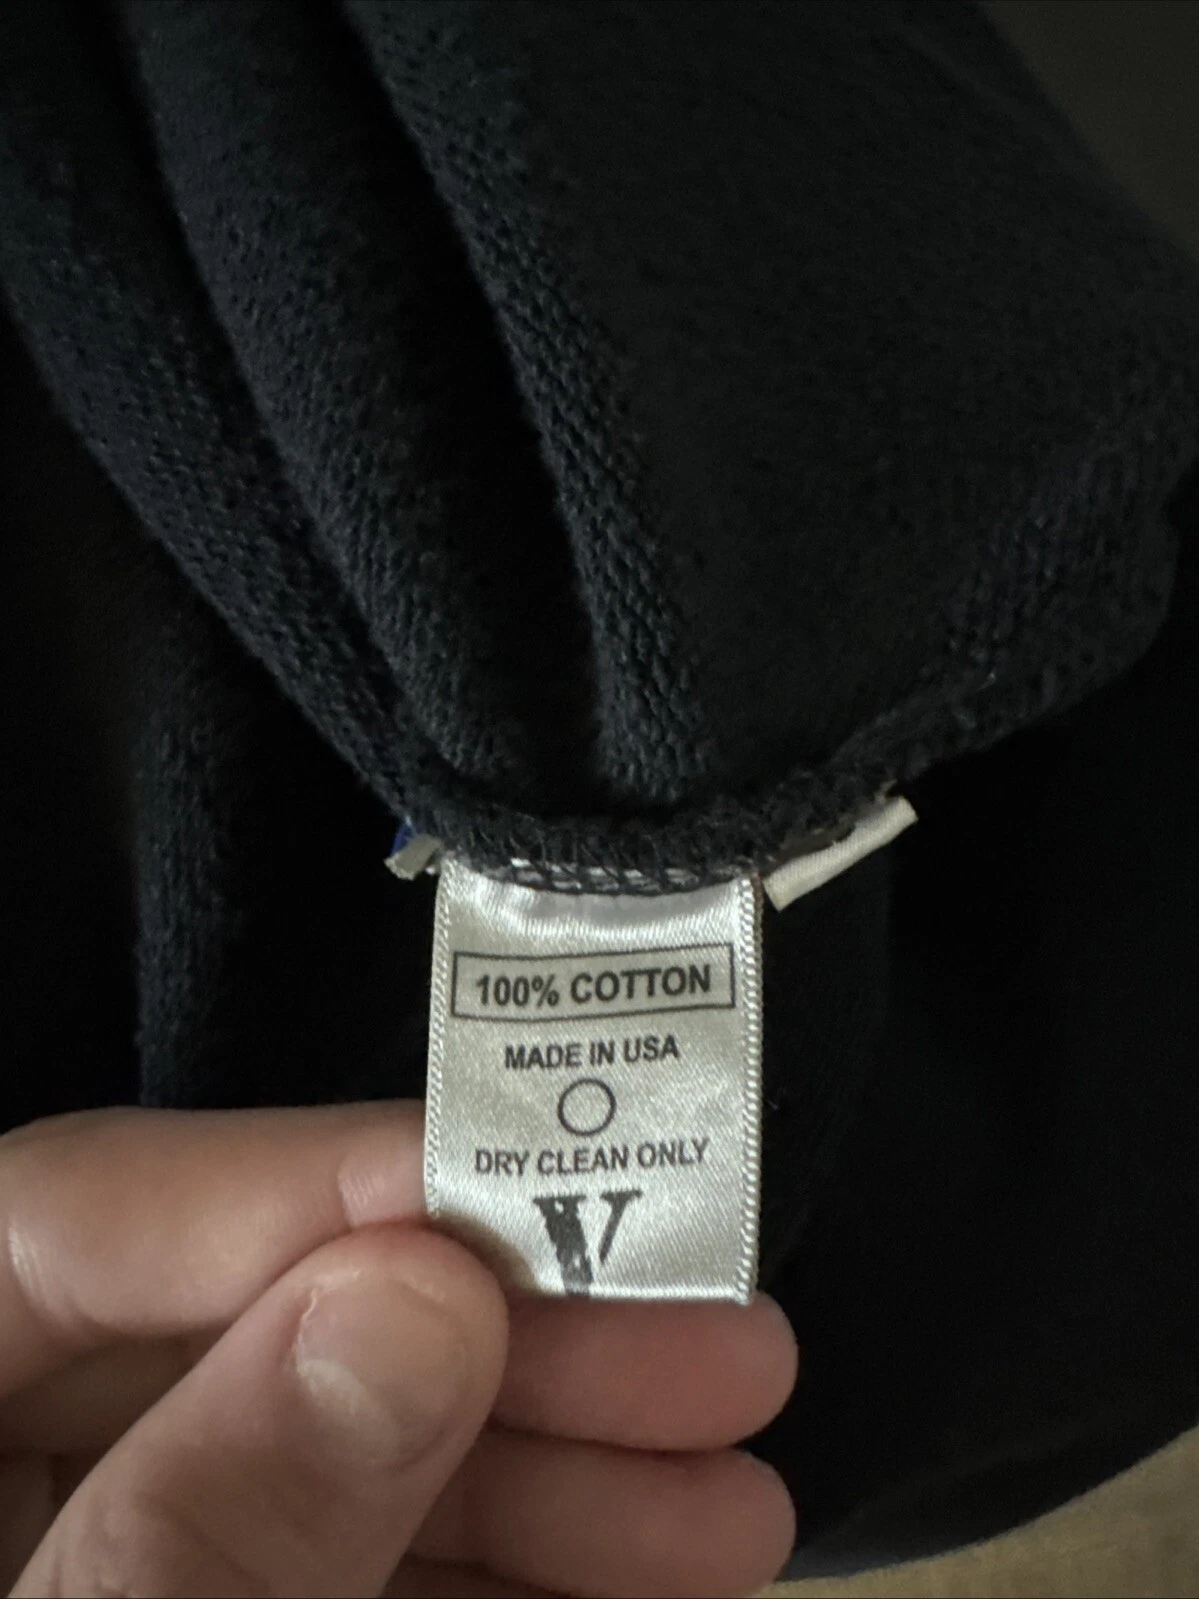 100% COTTON
MADE IN USA
DRY CLEAN ONLY
V